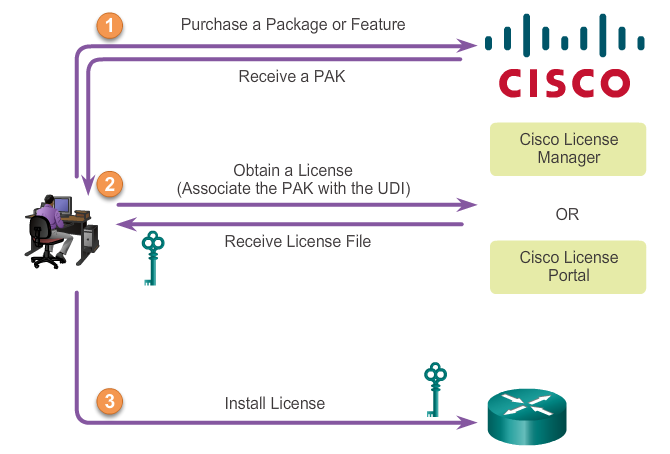 1
Purchase a Package or Feature
Receive a PAK
CISCO
Cisco License
Manager
2
Obtain a License
(Associate the PAK with the UDI)
OR
Receive License File
Cisco License
Portal
3
Install License